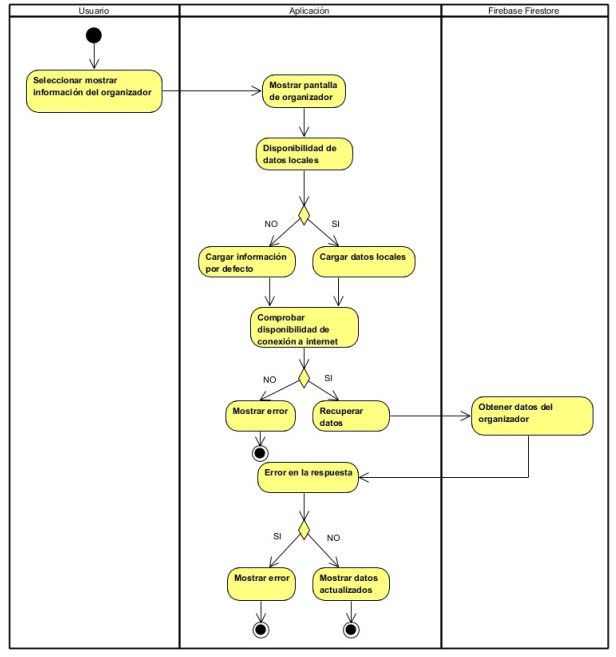 Usuario
Aplicación
Firebase Firestore
Seleccionar mostrar
información del organizador
Mostrar pantalla
de organizador
Disponibilidad de
datos locales
NO
SI
Cargar información
por defecto
Cargar datos locales
Comprobar
disponibilidad de
conexión a internet
NO
SI
Mostrar error
Recuperar
datos
Obtener datos del
organizador
Error en la respuesta
SI
NO
Mostrar error
Mostrar datos
actualizados